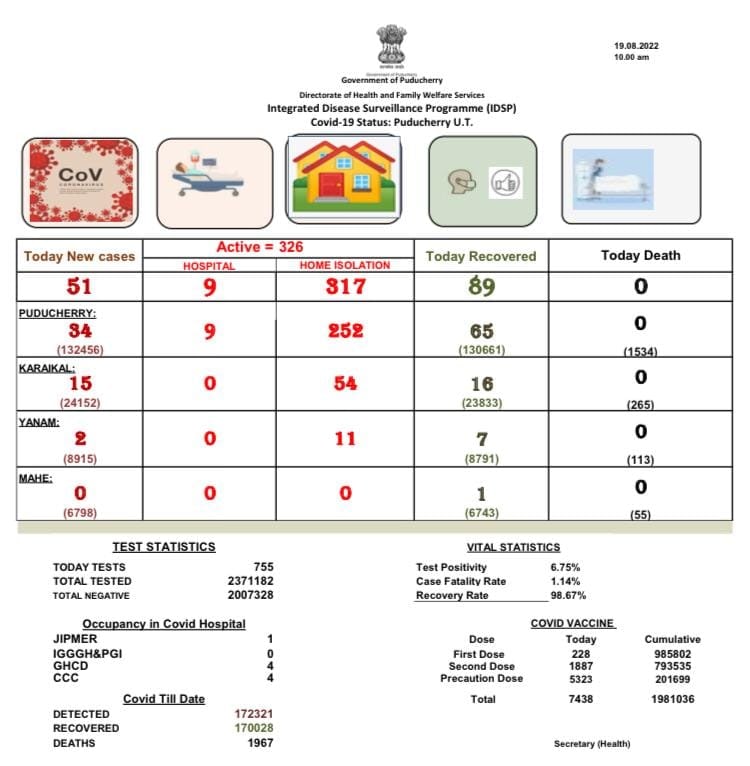 19.08.2022
10.00 am
Government of Puducherry
Government of Puducherry
Directorate of Health and Family Welfare Services
Integrated Disease Surveillance Programme (IDSP)
Covid-19 Status: Puducherry U.T.
CoV
CORONAVIRUS
Today New cases
Active = 326
HOSPITAL HOME ISOLATION
Today Recovered
Today Death
51 9 317 89 0
PUDUCHERRY:
34 9 252 65 0
(132456) (130661) (1534)
KARAIKAL:
15 0 54 16 0
(24152) (23833) (265)
YANAM:
2 0 11 7 0
(8915) (8791) (113)
MAHE:
0 0 0 1 0
(6798) (6743) (55)
TEST STATISTICS
TODAY TESTS 755
TOTAL TESTED 2371182
TOTAL NEGATIVE 2007328
VITAL STATISTICS
Test Positivity 6.75%
Case Fatality Rate 1.14%
Recovery Rate 98.67%
Occupancy in Covid Hospital
JIPMER 1
IGGGH&PGI 0
GHCD 4
CCC 4
COVID VACCINE
Dose Today Cumulative
First Dose 228 985802
Second Dose 1887 793535
Precaution Dose 5323 201699
Total 7438 1981036
Covid Till Date
DETECTED 172321
RECOVERED 170028
DEATHS 1967
Secretary (Health)